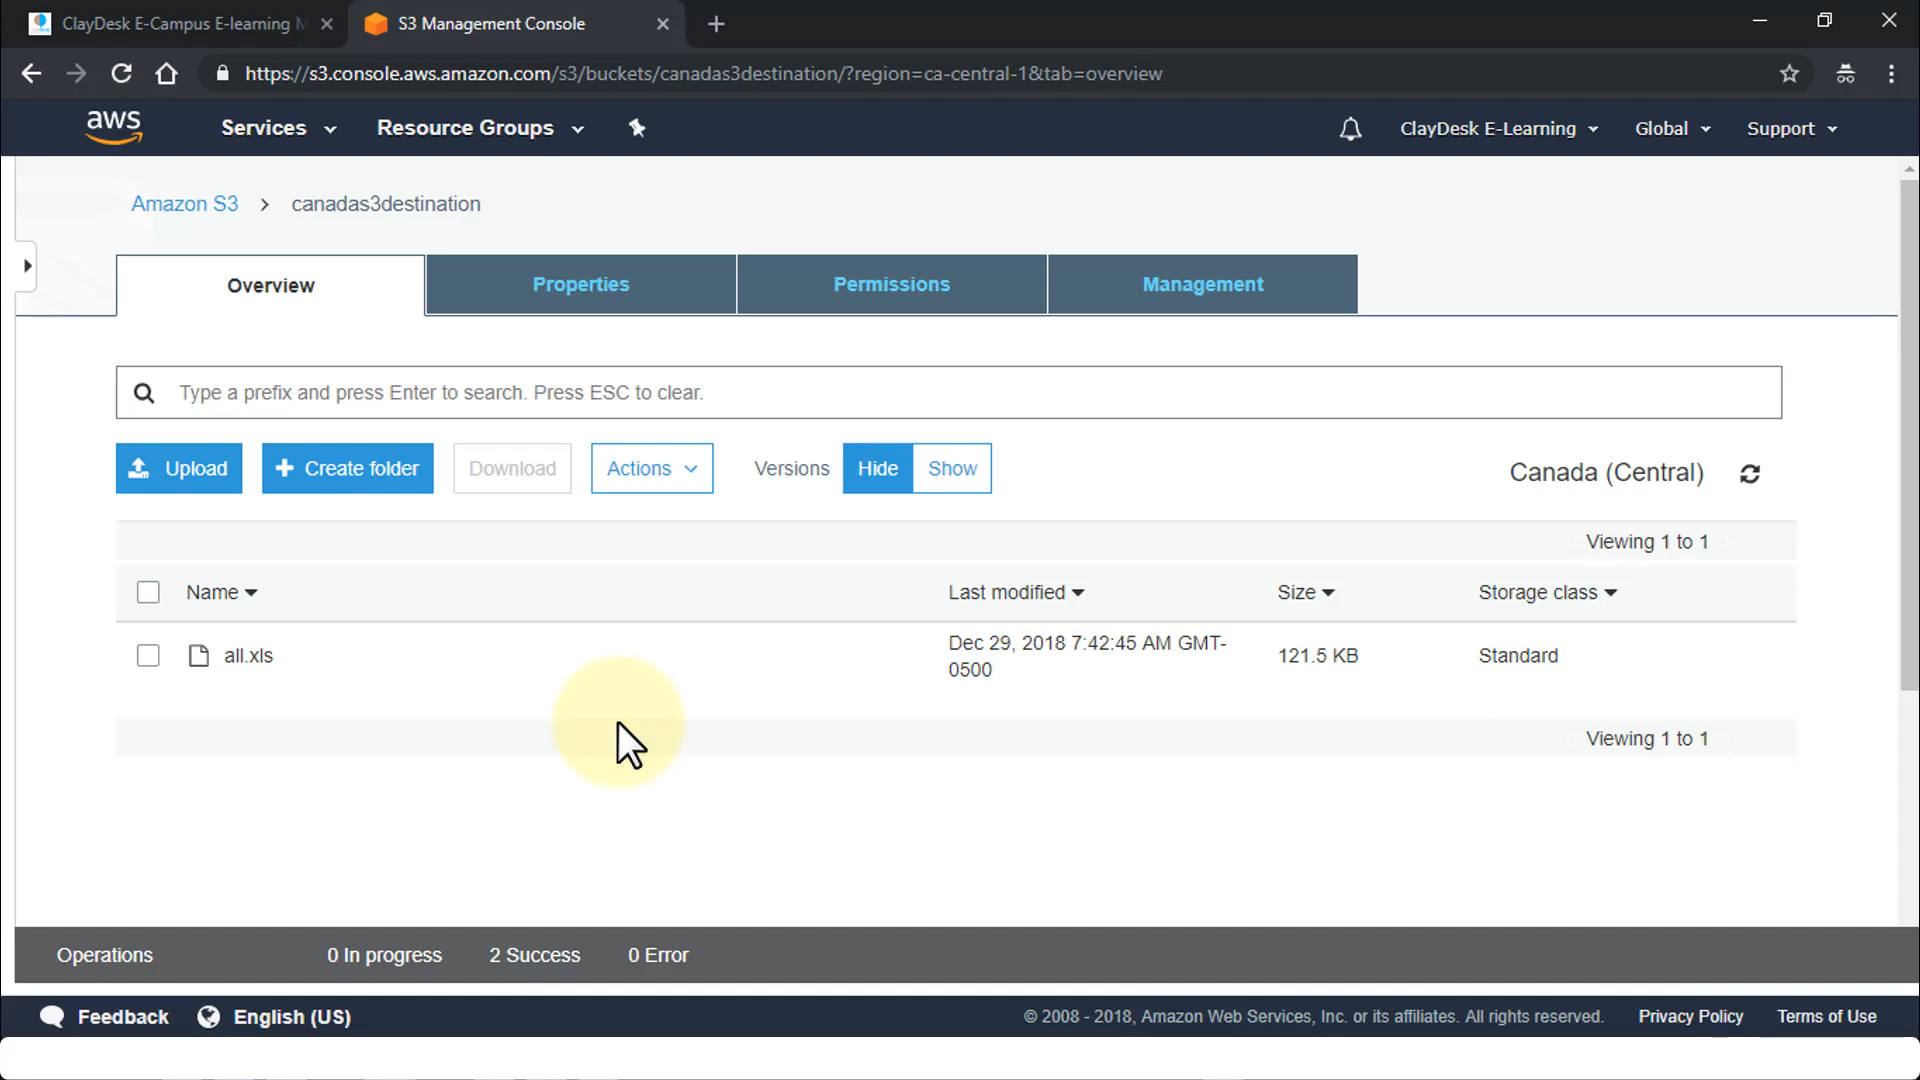 ClayDesk E-Campus E-learning M
S3 Management Console
https://s3.console.aws.amazon.com/s3/buckets/canadas3destination/?region=ca-central-1&tab=overview
aws
Services
Resource Groups
ClayDesk E-Learning
Global
Support
Amazon S3 > canadas3destination
Overview
Properties
Permissions
Management
Type a prefix and press Enter to search. Press ESC to clear.
Upload
+ Create folder
Download
Actions
Versions
Hide
Show
Canada (Central)
Viewing 1 to 1
Name
Last modified
Size
Storage class
all.xls
Dec 29, 2018 7:42:45 AM GMT-
0500
121.5 KB
Standard
Viewing 1 to 1
Operations
0 In progress
2 Success
0 Error
Feedback
English (US)
© 2008 - 2018, Amazon Web Services, Inc. or its affiliates. All rights reserved.
Privacy Policy
Terms of Use